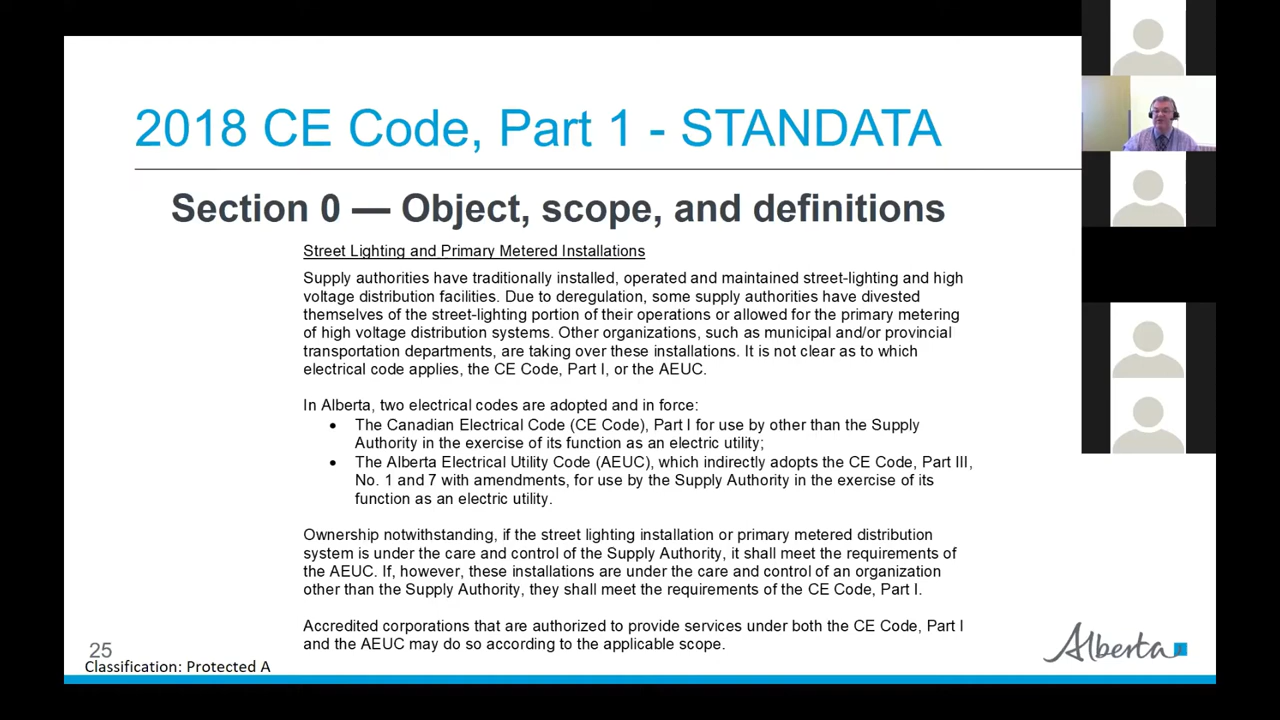 2018 CE Code, Part 1 - STANDATA
Section 0 — Object, scope, and definitions
Street Lighting and Primary Metered Installations
Supply authorities have traditionally installed, operated and maintained street-lighting and high
voltage distribution facilities. Due to deregulation, some supply authorities have divested
themselves of the street-lighting portion of their operations or allowed for the primary metering
of high voltage distribution systems. Other organizations, such as municipal and/or provincial
transportation departments, are taking over these installations. It is not clear as to which
electrical code applies, the CE Code, Part I, or the AEUC.
In Alberta, two electrical codes are adopted and in force:
• The Canadian Electrical Code (CE Code), Part I for use by other than the Supply
Authority in the exercise of its function as an electric utility;
• The Alberta Electrical Utility Code (AEUC), which indirectly adopts the CE Code, Part III,
No. 1 and 7 with amendments, for use by the Supply Authority in the exercise of its
function as an electric utility.
Ownership notwithstanding, if the street lighting installation or primary metered distribution
system is under the care and control of the Supply Authority, it shall meet the requirements of
the AEUC. If, however, these installations are under the care and control of an organization
other than the Supply Authority, they shall meet the requirements of the CE Code, Part I.
Accredited corporations that are authorized to provide services under both the CE Code, Part I
and the AEUC may do so according to the applicable scope.
25
Classification: Protected A
Alberta